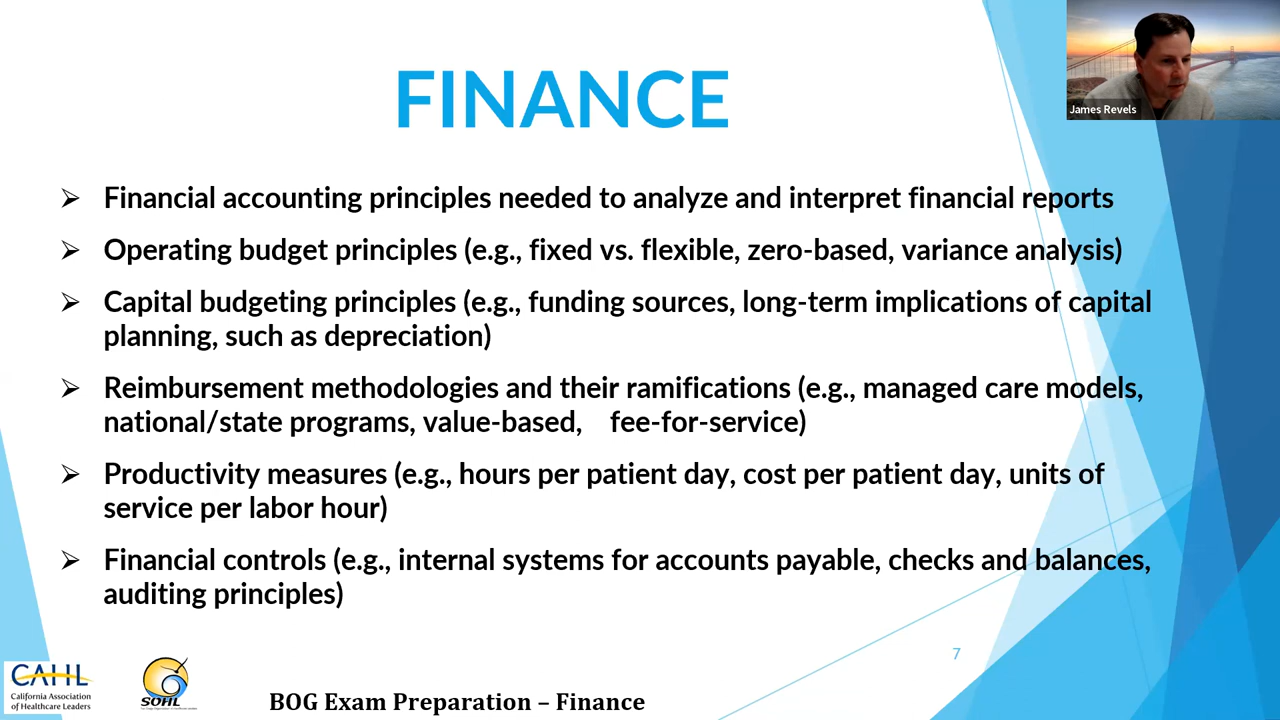 FINANCE
James Revels
➢ Financial accounting principles needed to analyze and interpret financial reports
➢ Operating budget principles (e.g., fixed vs. flexible, zero-based, variance analysis)
➢ Capital budgeting principles (e.g., funding sources, long-term implications of capital
planning, such as depreciation)
➢ Reimbursement methodologies and their ramifications (e.g., managed care models,
national/state programs, value-based, fee-for-service)
➢ Productivity measures (e.g., hours per patient day, cost per patient day, units of
service per labor hour)
➢ Financial controls (e.g., internal systems for accounts payable, checks and balances,
auditing principles)
7
CAHL
California Association
of Healthcare Leaders
SOHL
BOG Exam Preparation – Finance